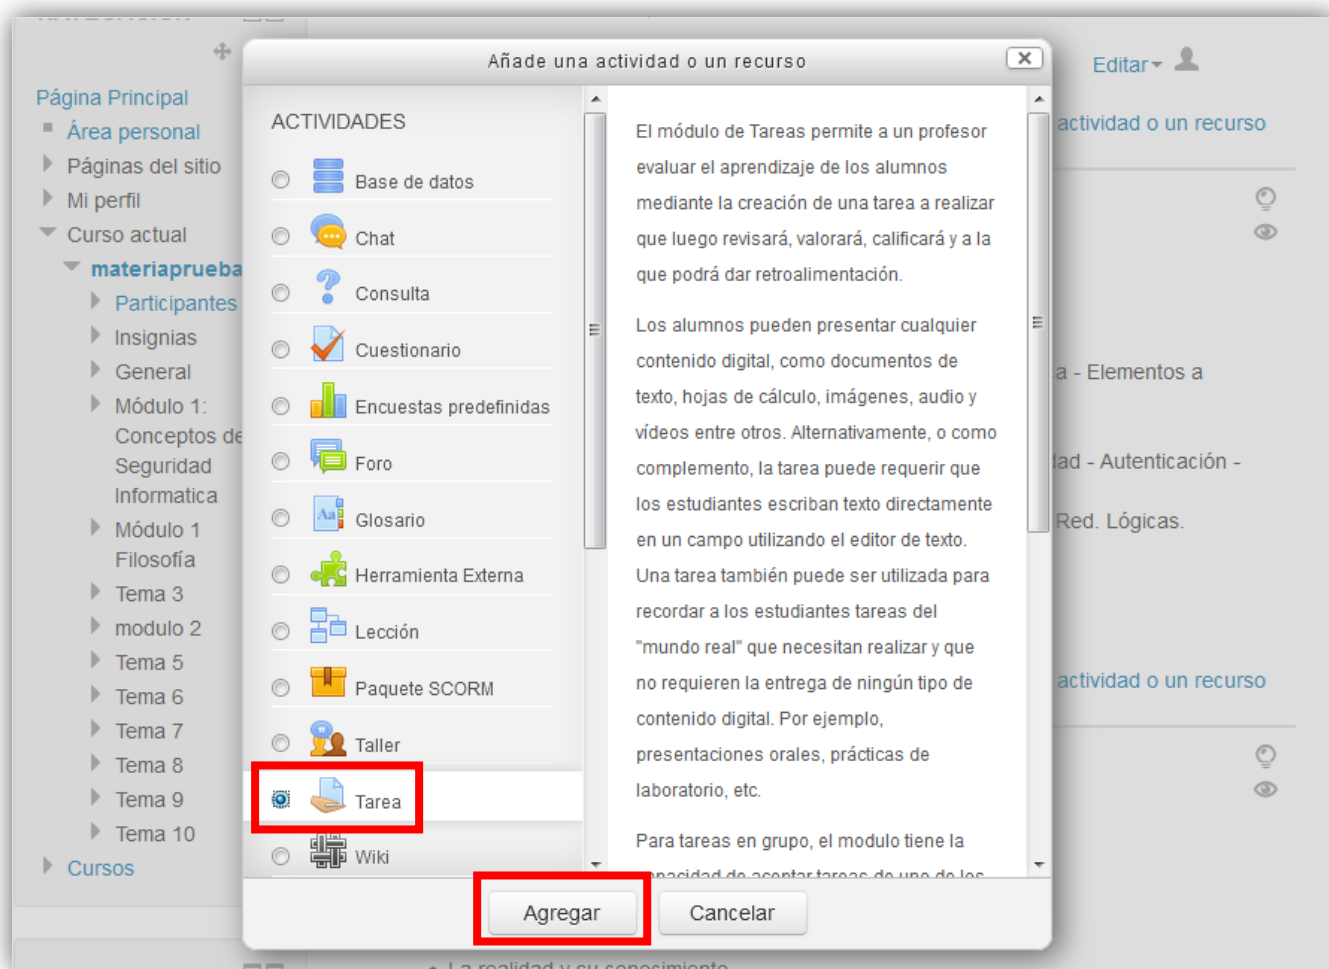 Página Principal
Área personal
Páginas del sitio
Mi perfil
Curso actual
materiaprueba
Participantes
Insignias
General
Módulo 1:
Conceptos de
Seguridad
Informatica
Módulo 1
Filosofía
Tema 3
modulo 2
Tema 5
Tema 6
Tema 7
Tema 8
Tema 9
Tema 10
Cursos
Añade una actividad o un recurso
ACTIVIDADES
Base de datos
Chat
Consulta
Cuestionario
Encuestas predefinidas
Foro
Glosario
Herramienta Externa
Lección
Paquete SCORM
Taller
Tarea
Wiki
El módulo de Tareas permite a un profesor
evaluar el aprendizaje de los alumnos
mediante la creación de una tarea a realizar
que luego revisará, valorará, calificará y a la
que podrá dar retroalimentación.
Los alumnos pueden presentar cualquier
contenido digital, como documentos de
texto, hojas de cálculo, imágenes, audio y
vídeos entre otros. Alternativamente, o como
complemento, la tarea puede requerir que
los estudiantes escriban texto directamente
en un campo utilizando el editor de texto.
Una tarea también puede ser utilizada para
recordar a los estudiantes tareas del
"mundo real" que necesitan realizar y que
no requieren la entrega de ningún tipo de
contenido digital. Por ejemplo,
presentaciones orales, prácticas de
laboratorio, etc.
Para tareas en grupo, el modulo tiene la
capacidad de aceptar tareas de uno de los
Agregar
Cancelar
Editar
actividad o un recurso
a - Elementos a
dad - Autenticación -
Red. Lógicas.
actividad o un recurso
La realidad y su conocimiento